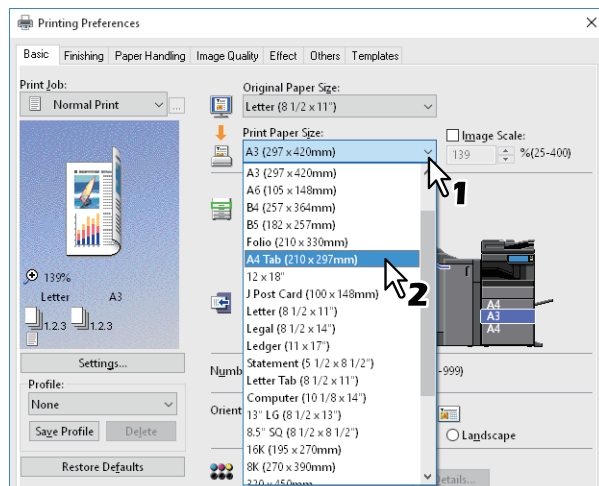 Printing Preferences
Basic Finishing Paper Handling Image Quality Effect Others Templates
Print Job:
Normal Print
...
139%
Letter A3
1.2.3 1.2.3
Settings...
Profile:
None
Save Profile Delete
Restore Defaults
Original Paper Size:
Letter (8 1/2 x 11")
Print Paper Size:
A3 (297 x 420mm)
Image Scale:
139 %(25-400)
A3 (297 x 420mm)
A6 (105 x 148mm)
B4 (257 x 364mm)
B5 (182 x 257mm)
Folio (210 x 330mm)
A4 Tab (210 x 297mm)
12 x 18"
J Post Card (100 x 148mm)
Letter (8 1/2 x 11")
Legal (8 1/2 x 14")
Ledger (11 x 17")
Statement (5 1/2 x 8 1/2")
Letter Tab (8 1/2 x 11")
Computer (10 1/8 x 14")
13" LG (8 1/2 x 13")
8.5" SQ (8 1/2 x 8 1/2")
16K (195 x 270mm)
8K (270 x 390mm)
320 x 450mm
1
2
A4
A3
A4
Numb
-999)
Orient
Landscape
etails...